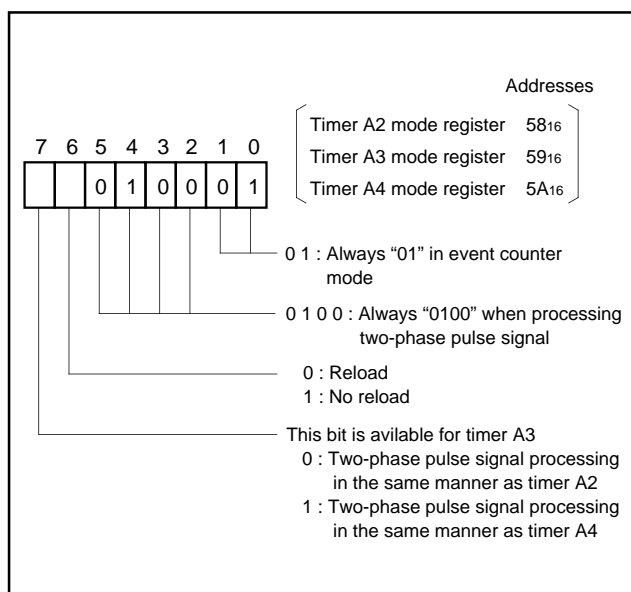 Addresses
Timer A2 mode register 5816
Timer A3 mode register 5916
Timer A4 mode register 5A16
7 6 5 4 3 2 1 0
0 1 0 0 0 1
0 1 : Always “01” in event counter
mode
0 1 0 0 : Always “0100” when processing
two-phase pulse signal
0 : Reload
1 : No reload
This bit is avilable for timer A3
0 : Two-phase pulse signal processing
in the same manner as timer A2
1 : Two-phase pulse signal processing
in the same manner as timer A4